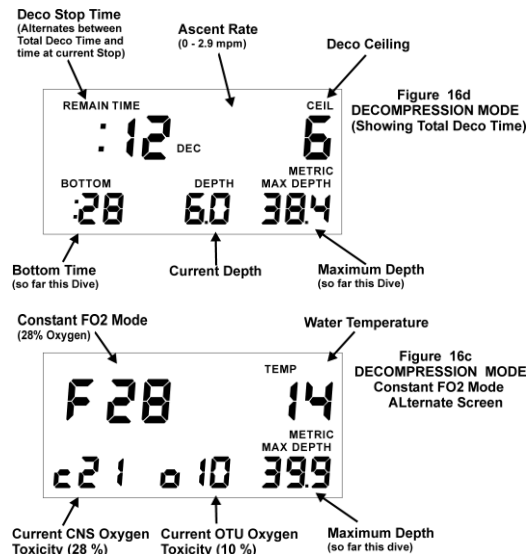 Deco Stop Time
(Alternates between
Total Deco Time and
time at current Stop)
Ascent Rate
(0 - 2.9 mpm)
Deco Ceiling
Figure 16d
DECOMPRESSION MODE
(Showing Total Deco Time)
REMAIN TIME
CEIL
:12 DEC
6
METRIC
BOTTOM
DEPTH
MAX DEPTH
:28
6.0
38.4
Bottom Time
(so far this Dive)
Current Depth
Maximum Depth
(so far this Dive)
Constant FO2 Mode
(28% Oxygen)
Water Temperature
Figure 16c
DECOMPRESSION MODE
Constant FO2 Mode
ALternate Screen
TEMP
F 28
14
METRIC
MAX DEPTH
c21
o 10
39.9
Current CNS Oxygen
Toxicity (28 %)
Current OTU Oxygen
Toxicity (10 %)
Maximum Depth
(so far this dive)